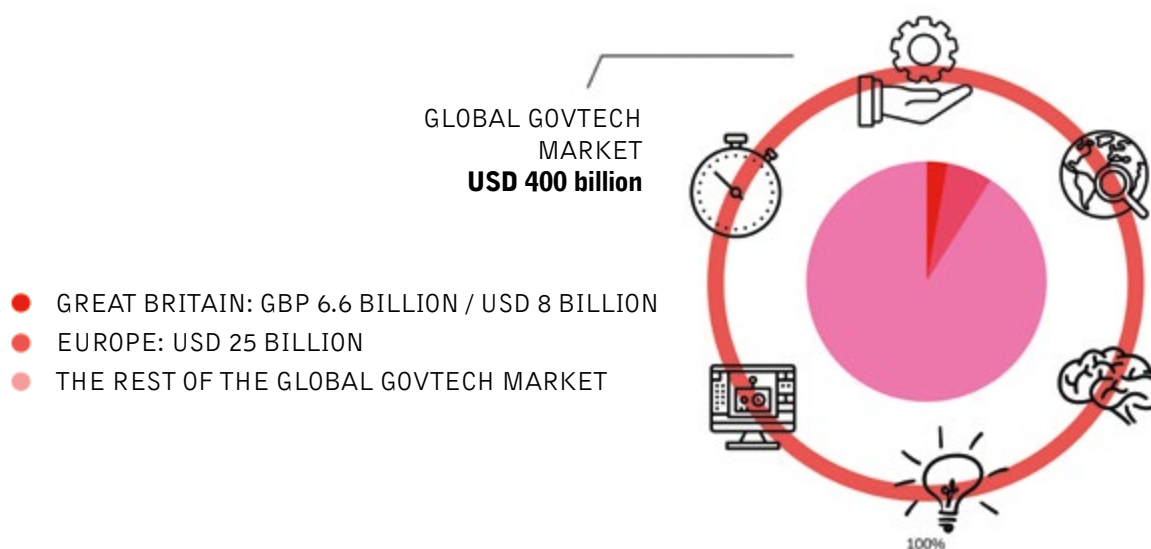 GLOBAL GOVTECH
MARKET
USD 400 billion
GREAT BRITAIN: GBP 6.6 BILLION / USD 8 BILLION
EUROPE: USD 25 BILLION
THE REST OF THE GLOBAL GOVTECH MARKET
100%